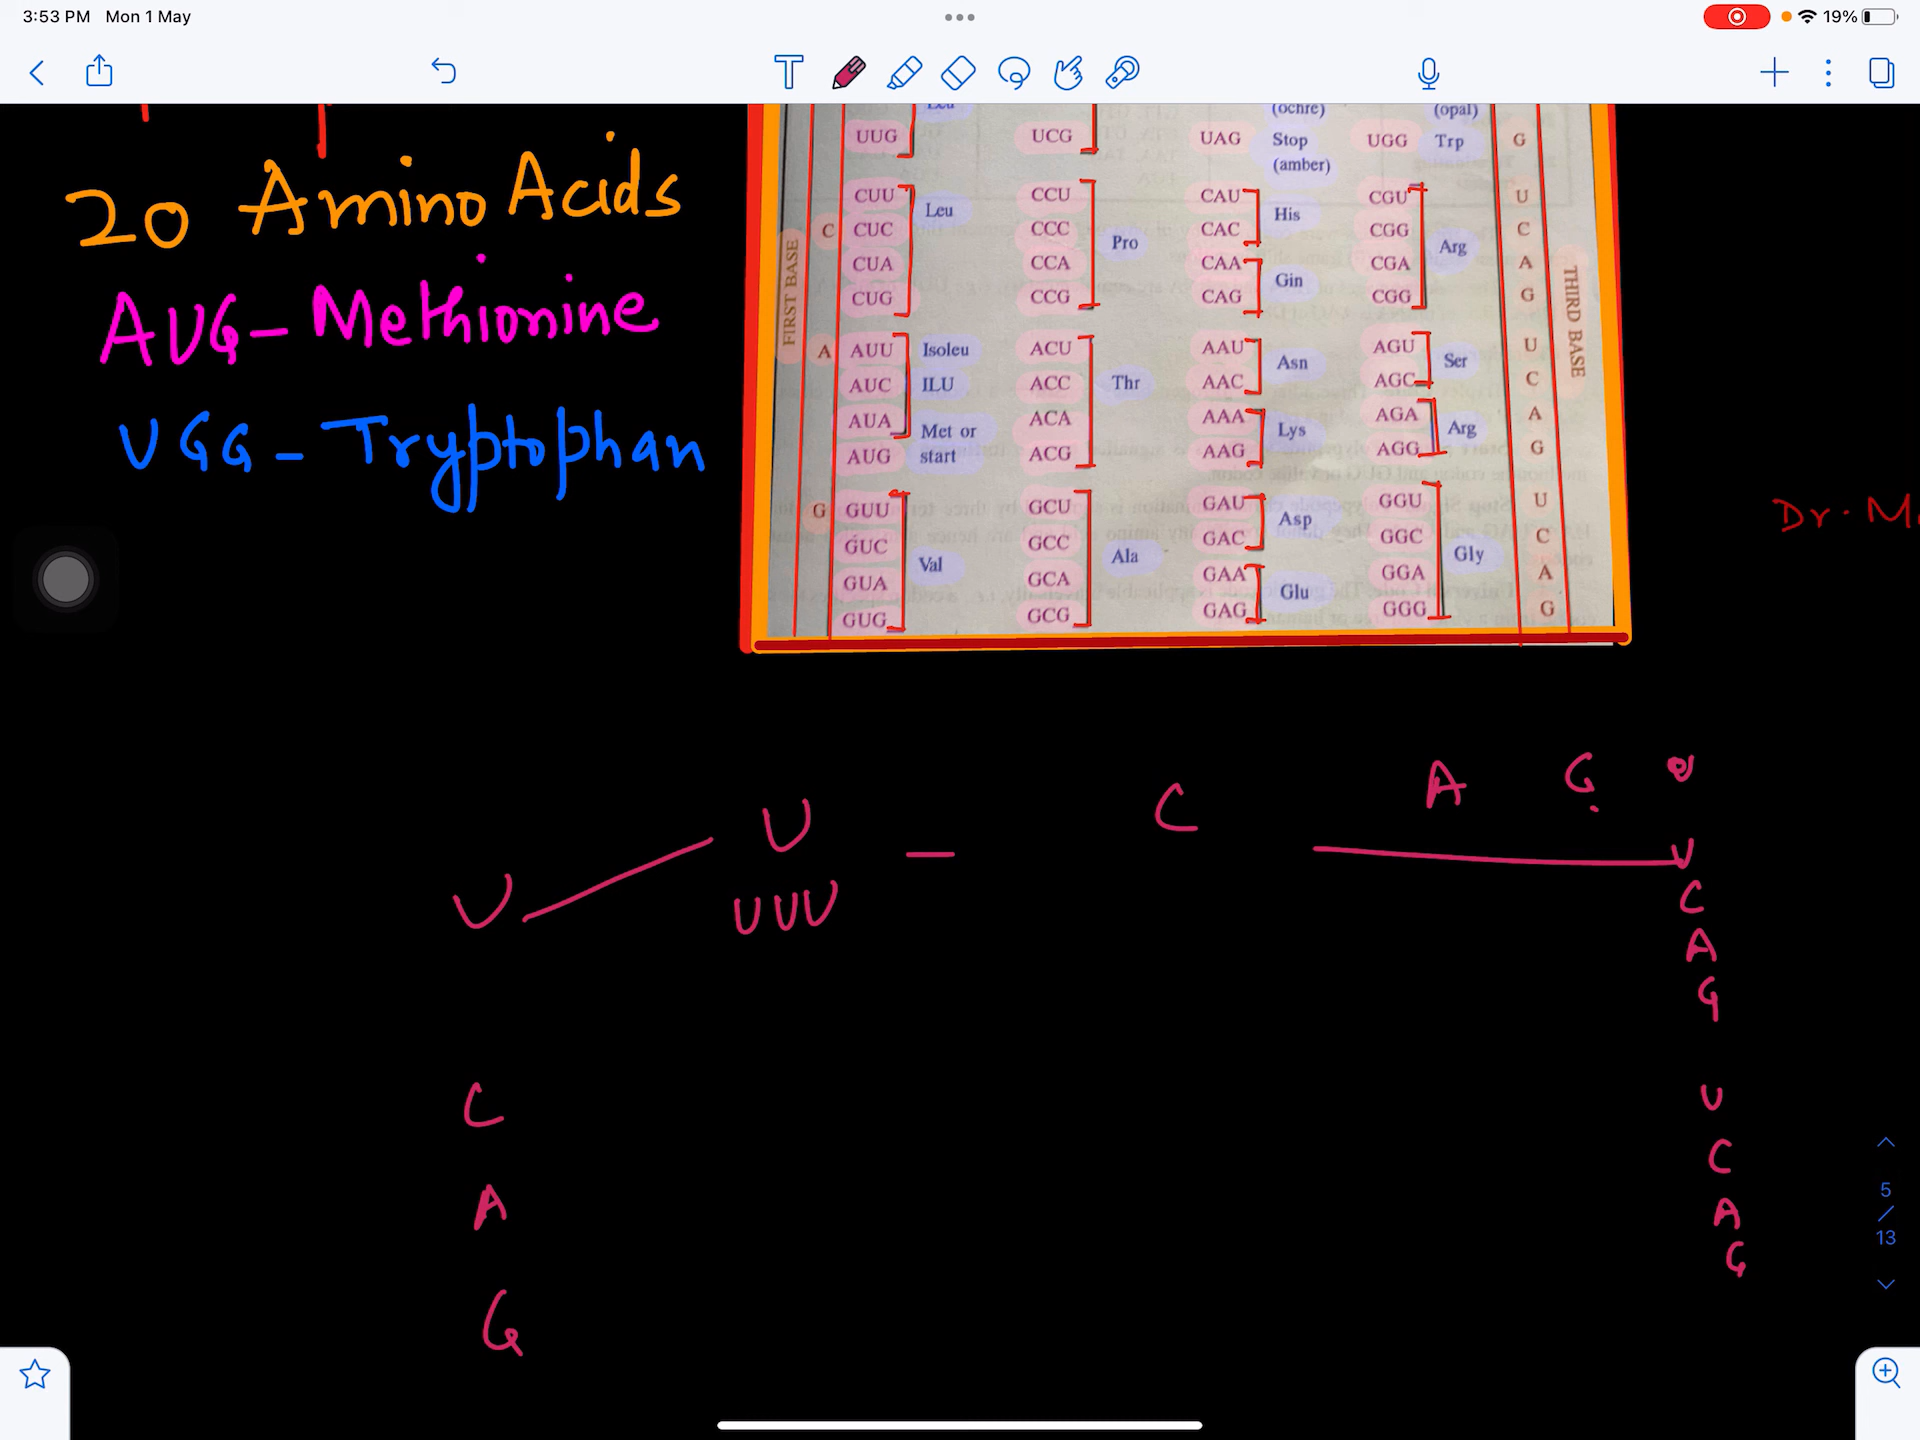 3:53 PM Mon 1 May
19%
T
20 Amino Acids
AUG - Methionine
UGG - Tryptophan
(ochre) (opal)
UUG UCG UAG Stop UGG Trp G
(amber)
FIRST BASE
THIRD BASE
CUU Leu CCU CAU His CGU U
C CUC CCC Pro CAC CGG Arg C
CUA CCA CAA Gin CGA A
CUG CCG CAG CGG G
A AUU Isoleu ACU AAU Asn AGU Ser U
AUC ILU ACC Thr AAC AGC C
AUA Met or ACA AAA Lys AGA Arg A
AUG start ACG AAG AGG G
G GUU GCU GAU Asp GGU U
GUC Val GCC Ala GAC GGC Gly C
GUA GCA GAA Glu GGA A
GUG GCG GAG GGG G
Dr. M
U C A G
U
UUU
U
C
A
G
C
U
A
C
A
G
G
5
/
13